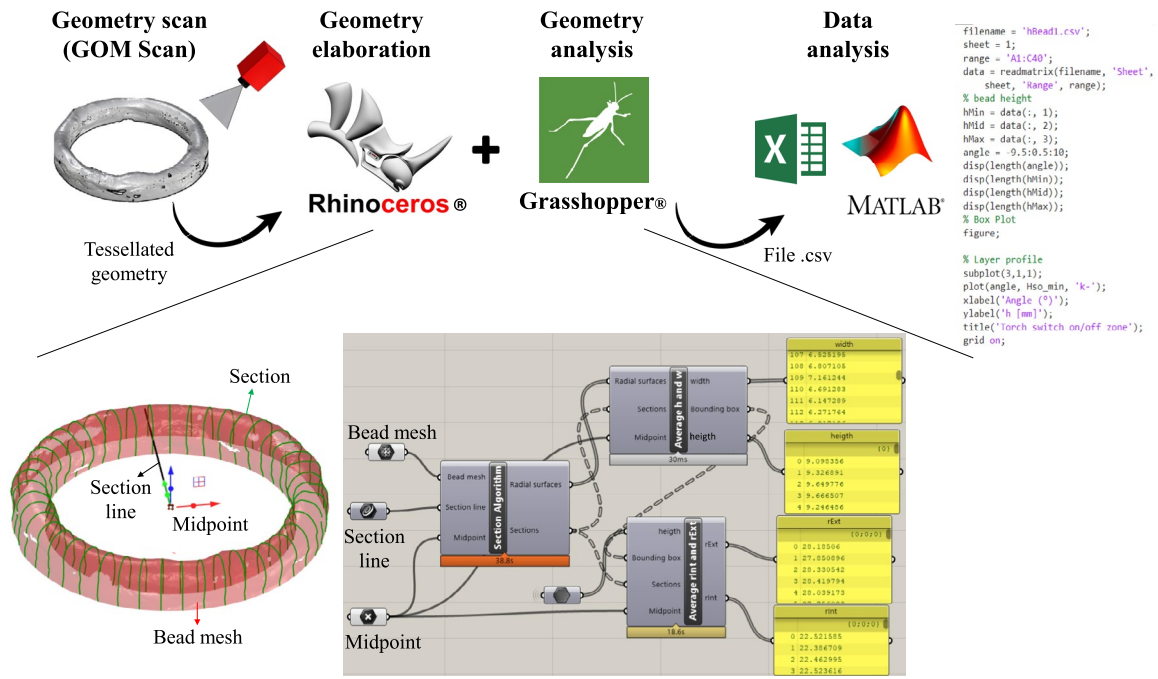 Geometry scan
(GOM Scan)
Geometry
elaboration
Geometry
analysis
Data
analysis
Rhinoceros ®
Grasshopper®
X
MATLAB®
Tessellated
geometry
File .csv
filename = 'hBead1.csv';
sheet = 1;
range = 'A1:C40';
data = readmatrix(filename, 'Sheet',
sheet, 'Range', range);
% bead height
hMin = data(:, 1);
hMid = data(:, 2);
hMax = data(:, 3);
angle = -9.5:0.5:10;
disp(length(angle));
disp(length(hMin));
disp(length(hMid));
disp(length(hMax));
% Box Plot
figure;
% Layer profile
subplot(3,1,1);
plot(angle, Hso_min, 'k-');
xlabel('Angle (º)');
ylabel('h [mm]');
title('Torch switch on/off zone');
grid on;
Section
Section
line
Midpoint
Bead mesh
Bead mesh
Section
line
Midpoint
Bead mesh
Section line
Midpoint
Section Algorithm
Radial surfaces
Sections
38.8s
Radial surfaces
Sections
Midpoint
Average h and w
width
Bounding box
heigth
30ms
heigth
Bounding box
Sections
Midpoint
Average rInt and rExt
rExt
rInt
18.6s
width
107 6.525195
108 6.807105
109 7.161244
110 6.691283
111 6.147289
112 6.271764
heigth
{0}
0 9.095356
1 9.326891
2 9.649776
3 9.666507
4 9.246486
rExt
{0;0;0}
0 28.18506
1 27.850896
2 28.330542
3 28.419794
4 28.039173
rInt
{0;0;0}
0 22.521585
1 22.386709
2 22.462995
3 22.523616